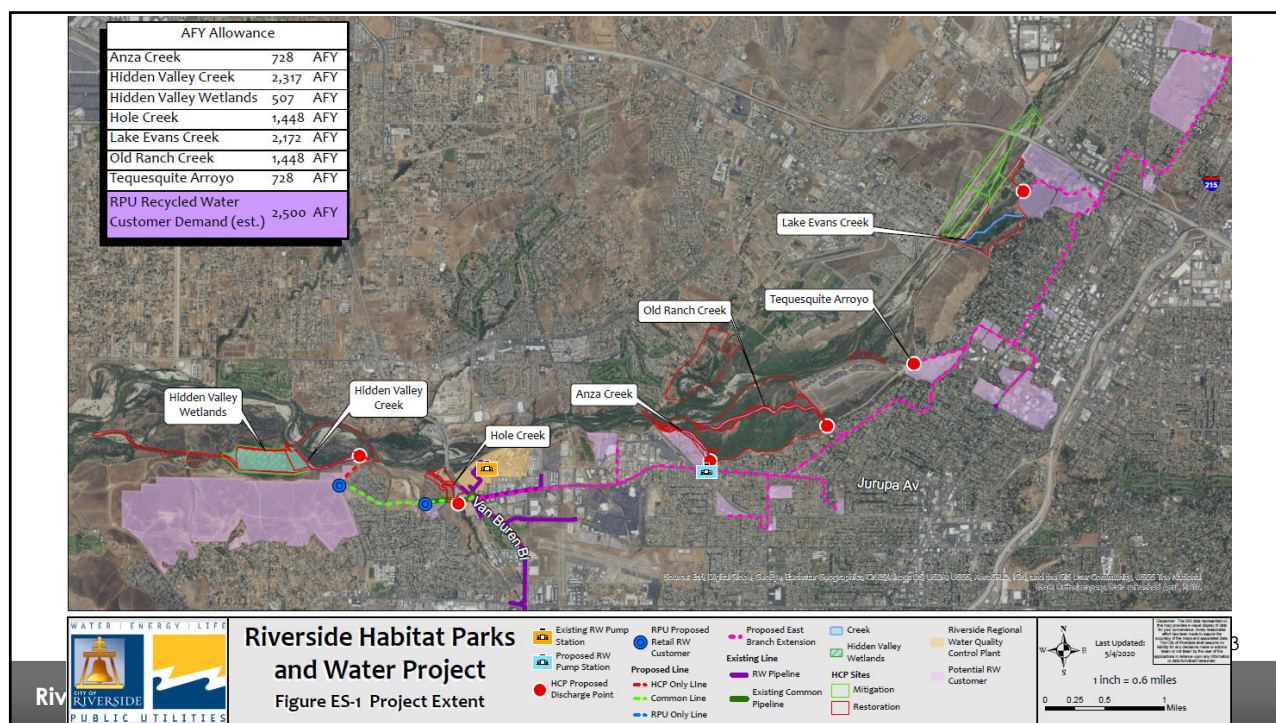 AFY Allowance
Anza Creek 728 AFY
Hidden Valley Creek 2,317 AFY
Hidden Valley Wetlands 507 AFY
Hole Creek 1,448 AFY
Lake Evans Creek 2,172 AFY
Old Ranch Creek 1,448 AFY
Tequesquite Arroyo 728 AFY
RPU Recycled Water
Customer Demand (est.) 2,500 AFY
215
Lake Evans Creek
Tequesquite Arroyo
Old Ranch Creek
Anza Creek
Hidden Valley
Wetlands
Hidden Valley
Creek
Hole Creek
Jurupa Av
Van Buren Bl
WATER | ENERGY | LIFE
CITY OF
RIVERSIDE
PUBLIC UTILITIES
Riverside Habitat Parks
and Water Project
Figure ES-1 Project Extent
Existing RW Pump
Station
Proposed RW
Pump Station
HCP Proposed
Discharge Point
RPU Proposed
Retail RW
Customer
Proposed Line
HCP Only Line
Common Line
RPU Only Line
Proposed East
Branch Extension
Existing Line
RW Pipeline
Existing Common
Pipeline
Creek
Hidden Valley
Wetlands
HCP Sites
Mitigation
Restoration
Riverside Regional
Water Quality
Control Plant
Potential RW
Customer
N
W E
S
Last Updated:
5/4/2020
1 inch = 0.6 miles
0 0.25 0.5 1
Miles
3
Riv